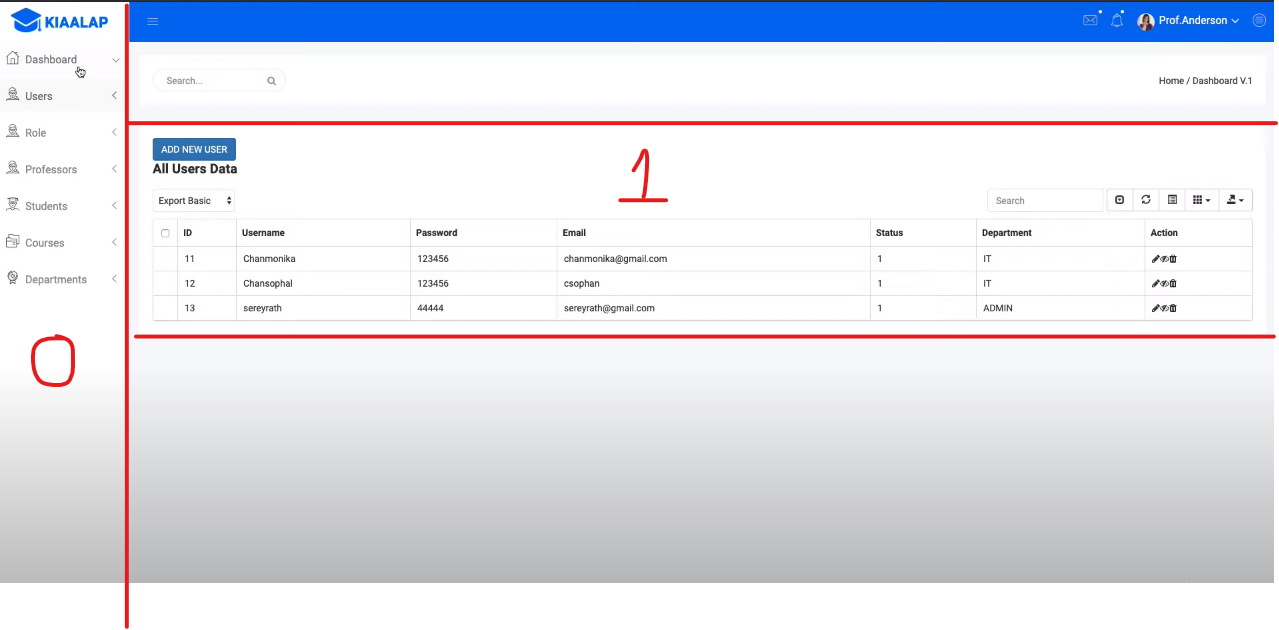 KIAALAP
Prof.Anderson
Dashboard
Users
Role
Professors
Students
Courses
Departments
0
Search...
Home / Dashboard V.1
ADD NEW USER
1
All Users Data
Export Basic
Search
ID Username Password Email Status Department Action
11 Chanmonika 123456 chanmonika@gmail.com 1 IT
12 Chansophal 123456 csophan 1 IT
13 sereyrath 44444 sereyrath@gmail.com 1 ADMIN